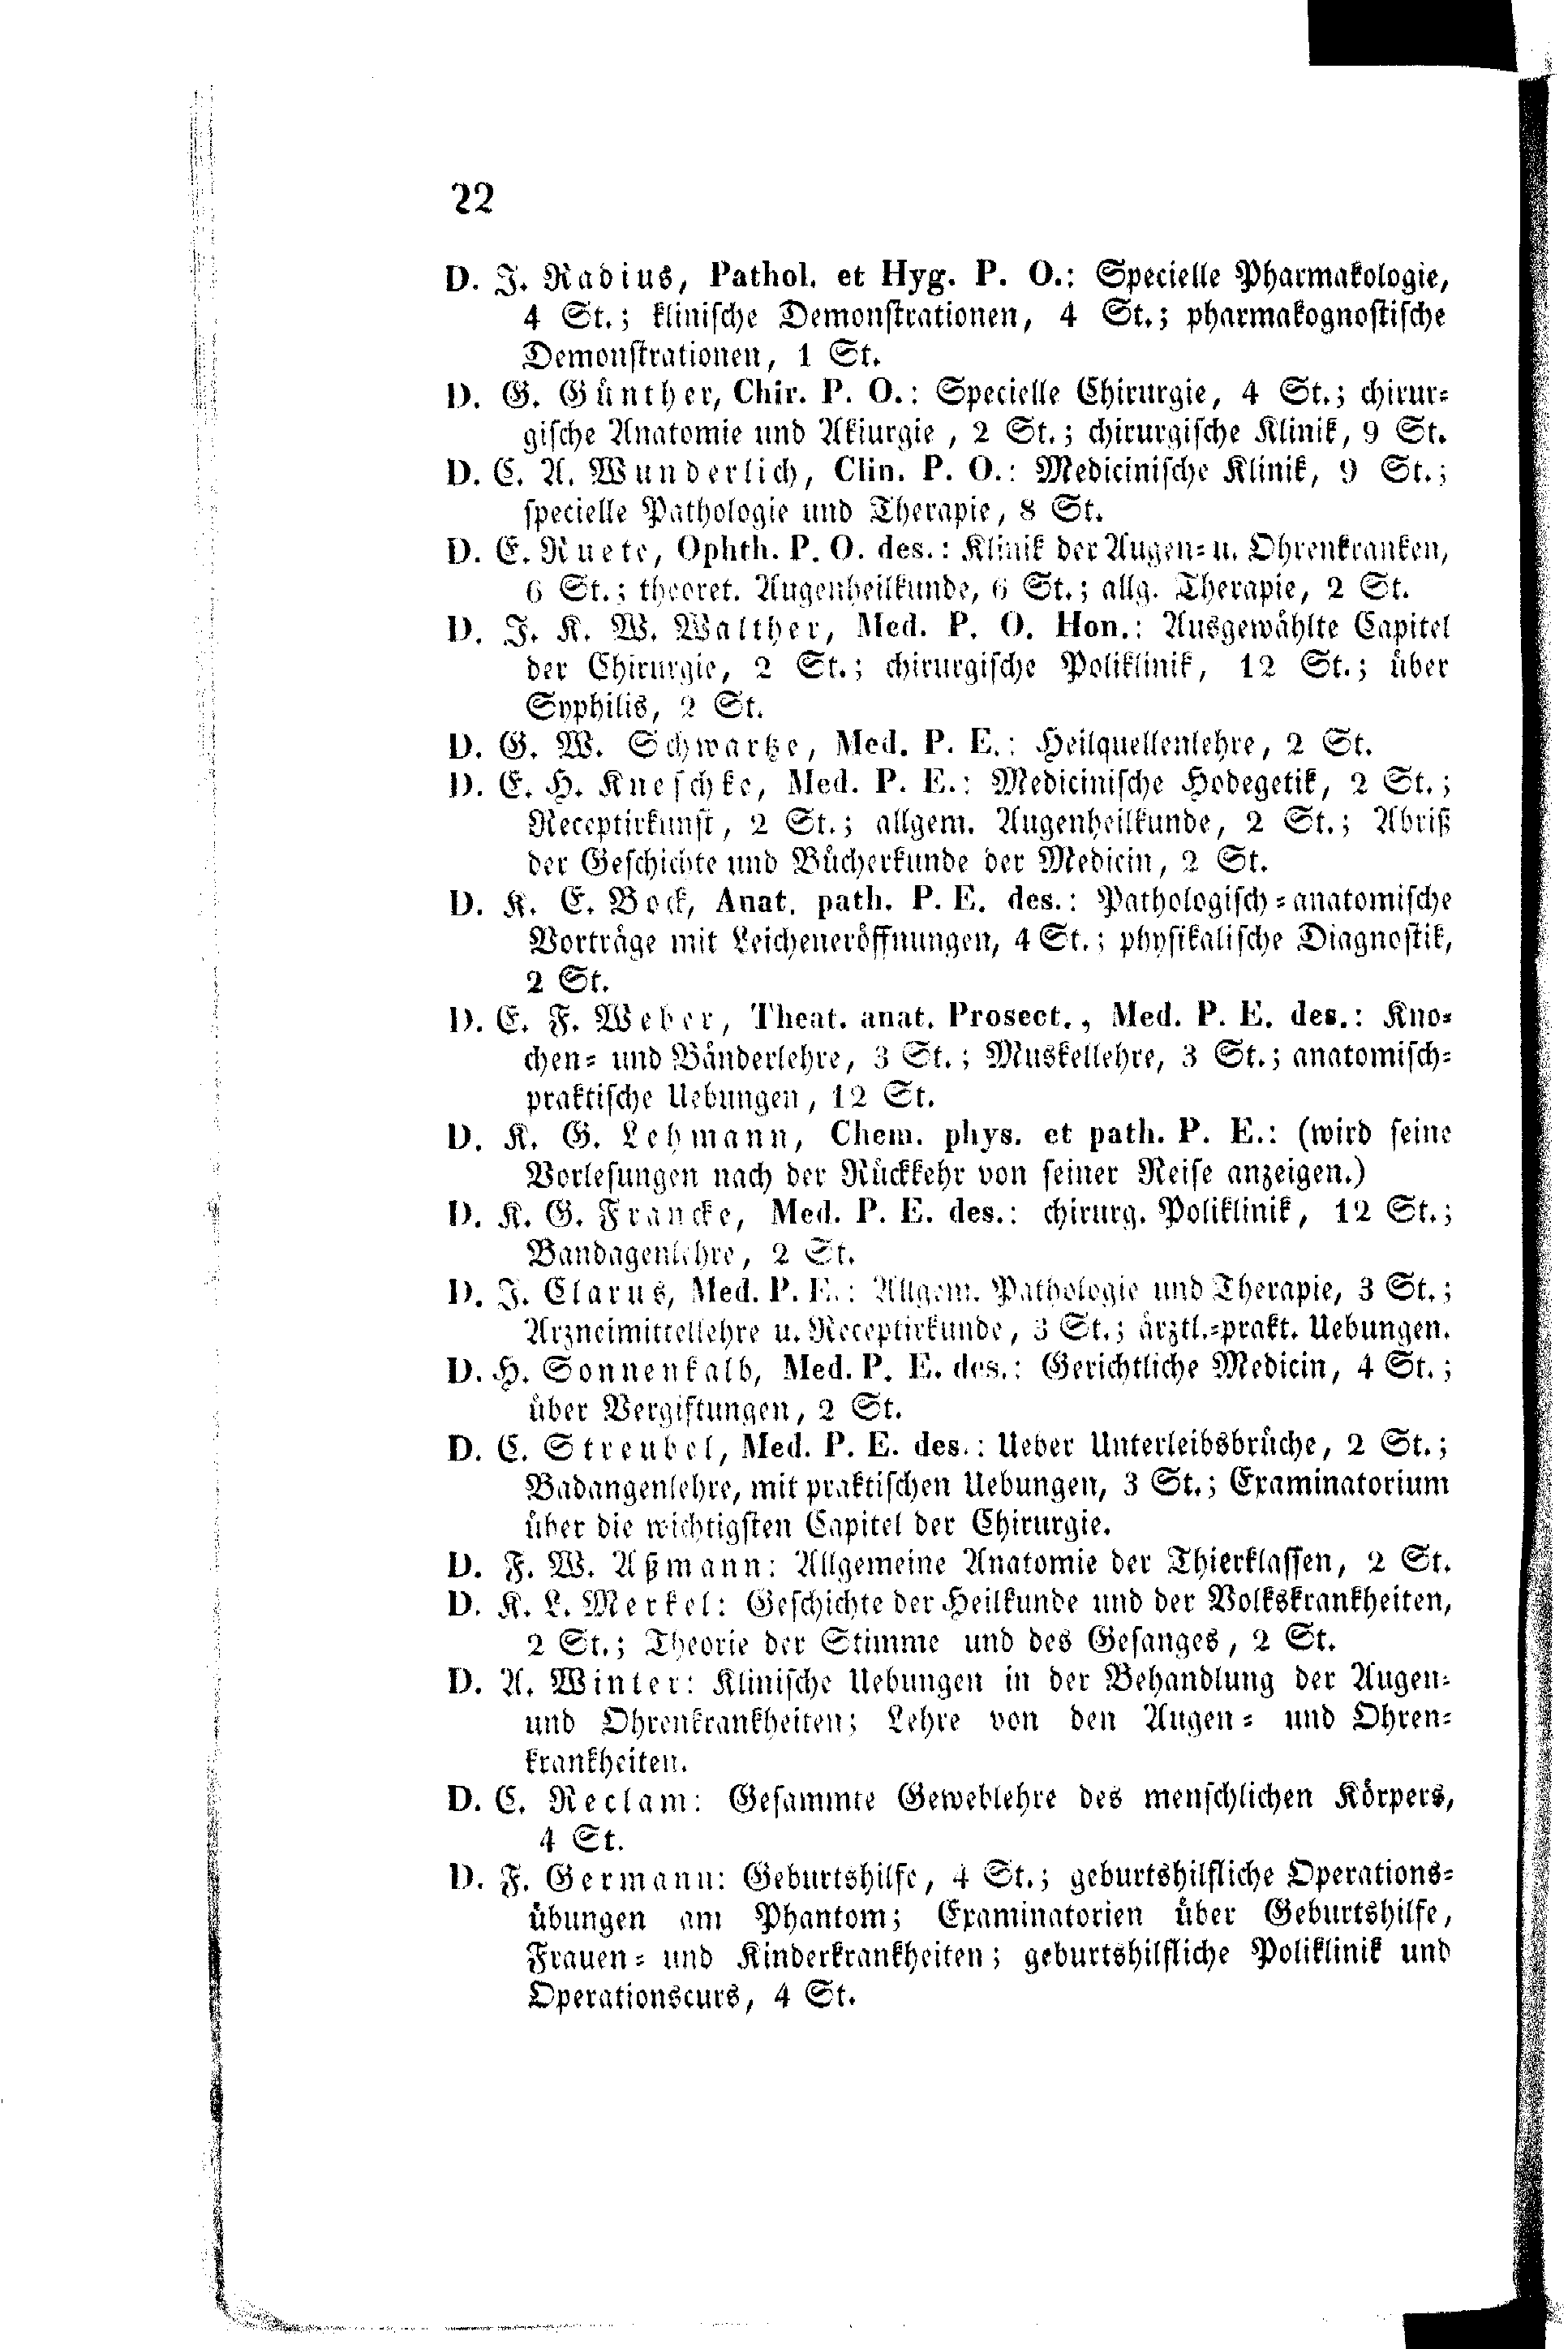 22
D. J. Radius, Pathol. et Hyg. P. O.: Specielle Pharmakologie,
4 St.; klinische Demonstrationen, 4 St.; pharmakognostische
Demonstrationen, 1 St.
D. G. Günther, Chir. P. O.: Specielle Chirurgie, 4 St.; chirur-
gische Anatomie und Akiurgie, 2 St.; chirurgische Klinik, 9 St.
D. C. A. Wunderlich, Clin. P. O.: Medicinische Klinik, 9 St.;
specielle Pathologie und Therapie, 8 St.
D. E. Ruete, Ophth. P. O. des.: Klinik der Augen- u. Ohrenkranken,
6 St.; theoret. Augenheilkunde, 6 St.; allg. Therapie, 2 St.
D. J. K. W. Walther, Med. P. O. Hon.: Ausgewählte Capitel
der Chirurgie, 2 St.; chirurgische Poliklinik, 12 St.; über
Syphilis, 2 St.
D. G. W. Schwartze, Med. P. E.: Heilquellenlehre, 2 St.
D. E. H. Kneschke, Med. P. E.: Medicinische Hodegetik, 2 St.;
Receptirkunst, 2 St.; allgem. Augenheilkunde, 2 St.; Abriß
der Geschichte und Bücherkunde der Medicin, 2 St.
D. K. E. Bock, Anat. path. P. E. des.: Pathologisch-anatomische
Vorträge mit Leicheneröffnungen, 4 St.; physikalische Diagnostik,
2 St.
D. E. F. Weber, Theat. anat. Prosect., Med. P. E. des.: Kno-
chen- und Bänderlehre, 3 St.; Muskellehre, 3 St.; anatomisch-
praktische Uebungen, 12 St.
D. K. G. Lehmann, Chem. phys. et path. P. E.: (wird seine
Vorlesungen nach der Rückkehr von seiner Reise anzeigen.)
D. K. G. Francke, Med. P. E. des.: chirurg. Poliklinik, 12 St.;
Bandagenlehre, 2 St.
D. J. Clarus, Med. P. E.: Allgem. Pathologie und Therapie, 3 St.;
Arzneimittellehre u. Receptirkunde, 3 St.; ärztl.-prakt. Uebungen.
D. H. Sonnenkalb, Med. P. E. des.: Gerichtliche Medicin, 4 St.;
über Vergiftungen, 2 St.
D. C. Streubel, Med. P. E. des.: Ueber Unterleibsbrüche, 2 St.;
Badangenlehre, mit praktischen Uebungen, 3 St.; Examinatorium
über die wichtigsten Capitel der Chirurgie.
D. F. W. Aßmann: Allgemeine Anatomie der Thierklassen, 2 St.
D. K. L. Merkel: Geschichte der Heilkunde und der Volkskrankheiten,
2 St.; Theorie der Stimme und des Gesanges, 2 St.
D. A. Winter: Klinische Uebungen in der Behandlung der Augen-
und Ohrenkrankheiten; Lehre von den Augen- und Ohren-
krankheiten.
D. C. Reclam: Gesammte Geweblehre des menschlichen Körpers,
4 St.
D. F. Germann: Geburtshilfe, 4 St.; geburtshilfliche Operations-
übungen am Phantom; Examinatorien über Geburtshilfe,
Frauen- und Kinderkrankheiten; geburtshilfliche Poliklinik und
Operationscurs, 4 St.